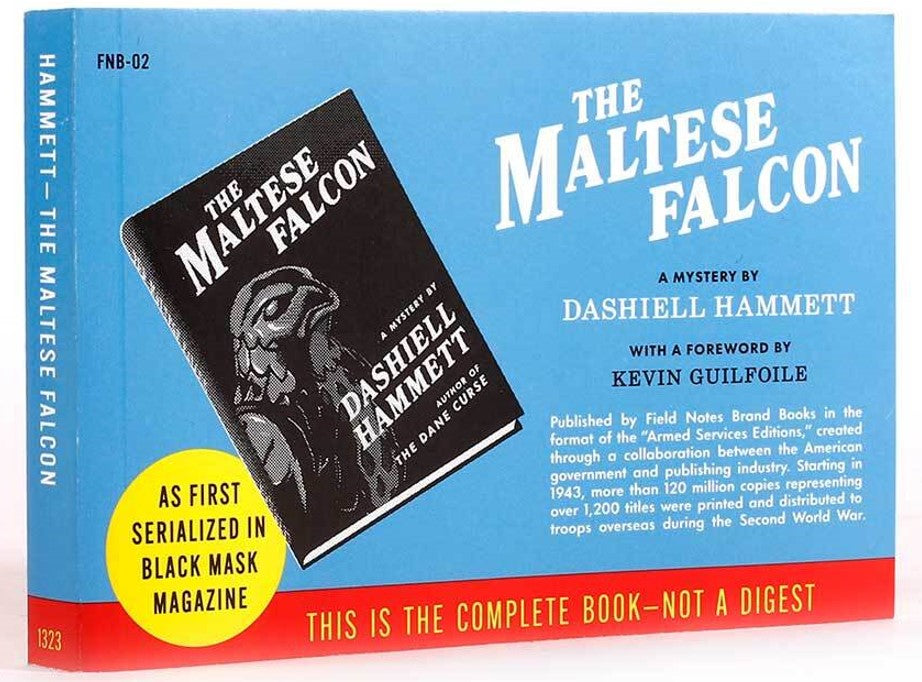 HAMMETT — THE MALTESE FALCON
1323
FNB-02
THE
MALTESE
FALCON
A MYSTERY BY
DASHIELL
HAMMETT
AUTHOR OF
THE DANE CURSE
AS FIRST
SERIALIZED IN
BLACK MASK
MAGAZINE
THE
MALTESE
FALCON
A MYSTERY BY
DASHIELL HAMMETT
WITH A FOREWORD BY
KEVIN GUILFOILE
Published by Field Notes Brand Books in the
format of the “Armed Services Editions,” created
through a collaboration between the American
government and publishing industry. Starting in
1943, more than 120 million copies representing
over 1,200 titles were printed and distributed to
troops overseas during the Second World War.
THIS IS THE COMPLETE BOOK—NOT A DIGEST